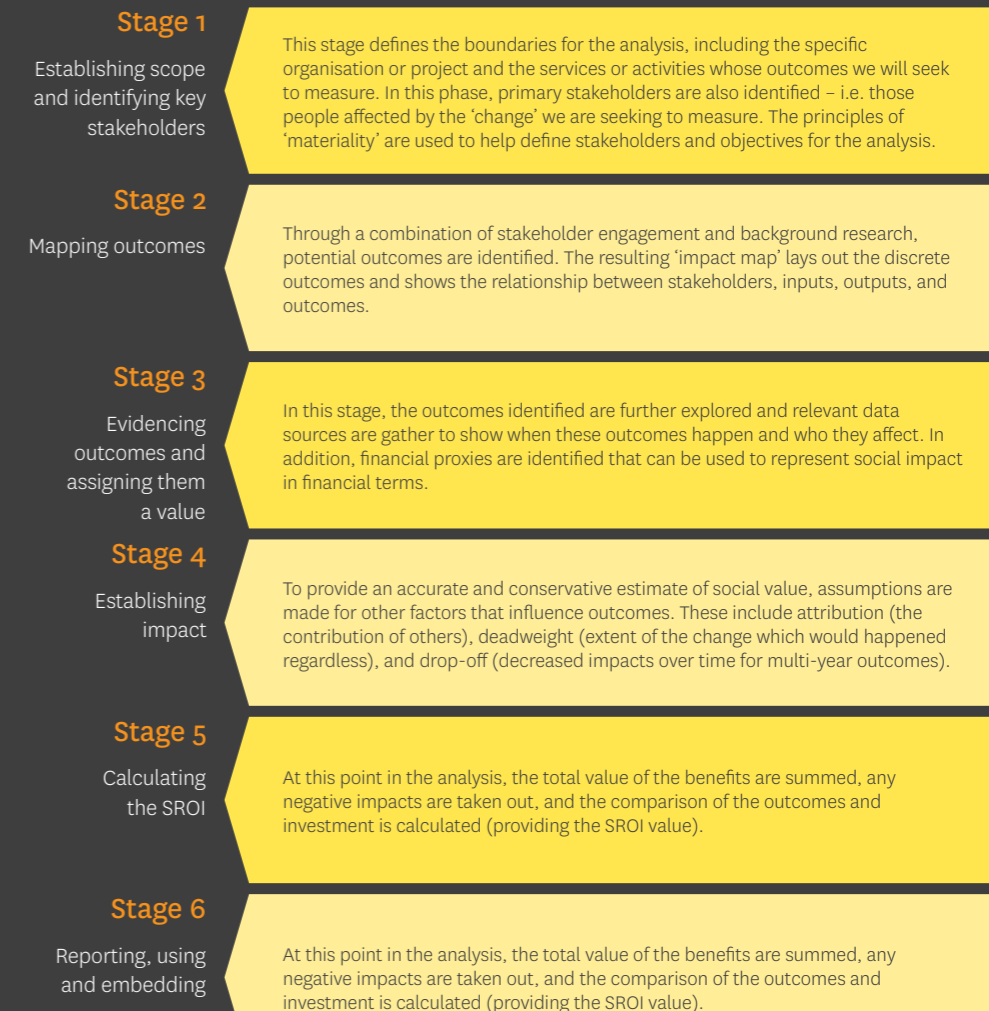 Stage 1
Establishing scope
and identifying key
stakeholders
This stage defines the boundaries for the analysis, including the specific
organisation or project and the services or activities whose outcomes we will seek
to measure. In this phase, primary stakeholders are also identified – i.e. those
people affected by the ‘change’ we are seeking to measure. The principles of
‘materiality’ are used to help define stakeholders and objectives for the analysis.
Stage 2
Mapping outcomes
Through a combination of stakeholder engagement and background research,
potential outcomes are identified. The resulting ‘impact map’ lays out the discrete
outcomes and shows the relationship between stakeholders, inputs, outputs, and
outcomes.
Stage 3
Evidencing
outcomes and
assigning them
a value
In this stage, the outcomes identified are further explored and relevant data
sources are gather to show when these outcomes happen and who they affect. In
addition, financial proxies are identified that can be used to represent social impact
in financial terms.
Stage 4
Establishing
impact
To provide an accurate and conservative estimate of social value, assumptions are
made for other factors that influence outcomes. These include attribution (the
contribution of others), deadweight (extent of the change which would happened
regardless), and drop-off (decreased impacts over time for multi-year outcomes).
Stage 5
Calculating
the SROI
At this point in the analysis, the total value of the benefits are summed, any
negative impacts are taken out, and the comparison of the outcomes and
investment is calculated (providing the SROI value).
Stage 6
Reporting, using
and embedding
At this point in the analysis, the total value of the benefits are summed, any
negative impacts are taken out, and the comparison of the outcomes and
investment is calculated (providing the SROI value).